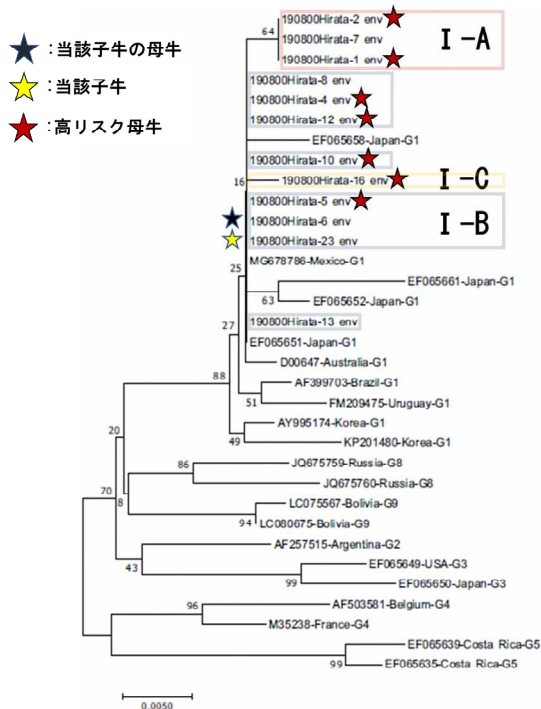 :当該子牛の母牛
:当該子牛
:高リスク母牛
64
190800Hirata-2 env
190800Hirata-7 env
190800Hirata-1 env
I-A
190800Hirata-8 env
190800Hirata-4 env
190800Hirata-12 env
EF065658-Japan-G1
190800Hirata-10 env
16
190800Hirata-16 env
I-C
190800Hirata-5 env
190800Hirata-6 env
190800Hirata-23 env
I-B
MG678786-Mexico-G1
25
EF065661-Japan-G1
63
EF065652-Japan-G1
190800Hirata-13 env
27
EF065651-Japan-G1
D00647-Australia-G1
88
AF399703-Brazil-G1
51
FM209475-Uruguay-G1
AY995174-Korea-G1
49
KP201480-Korea-G1
20
86
JQ675759-Russia-G8
JQ675760-Russia-G8
70
8
LC075567-Bolivia-G9
94
LC080675-Bolivia-G9
AF257515-Argentina-G2
43
EF065649-USA-G3
99
EF065650-Japan-G3
96
AF503581-Belgium-G4
M35238-France-G4
EF065639-Costa Rica-G5
99
EF065635-Costa Rica-G5
0.0050